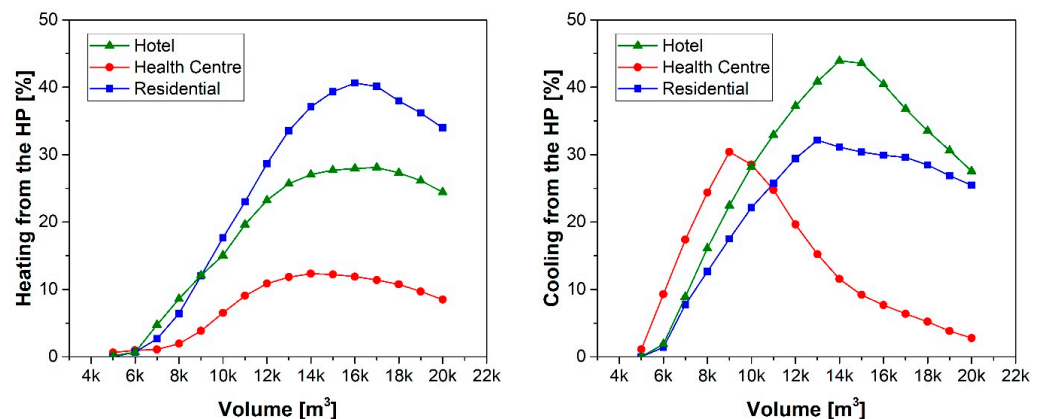 Heating from the HP [%]
50
40
30
20
10
0
Hotel
Health Centre
Residential
4k 6k 8k 10k 12k 14k 16k 18k 20k 22k
Volume [m³]
Cooling from the HP [%]
50
40
30
20
10
0
Hotel
Health Centre
Residential
4k 6k 8k 10k 12k 14k 16k 18k 20k 22k
Volume [m³]